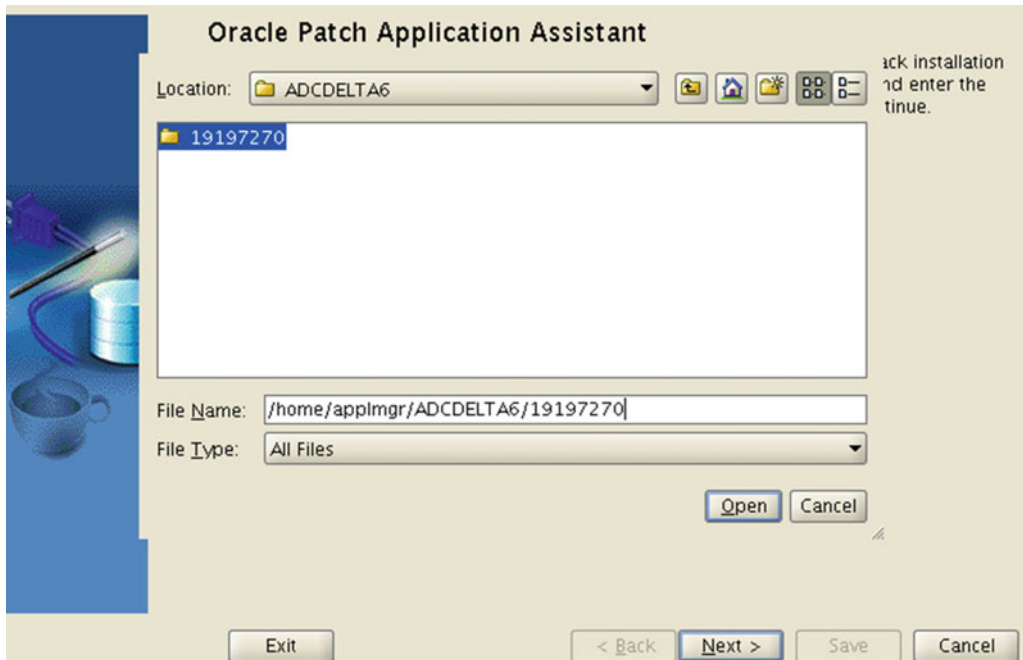 Oracle Patch Application Assistant
ack installation
nd enter the
tinue.
Location: ADCDELTA6
19197270
File Name: /home/applmgr/ADCDELTA6/19197270
File Type: All Files
Open Cancel
Exit < Back Next > Save Cancel